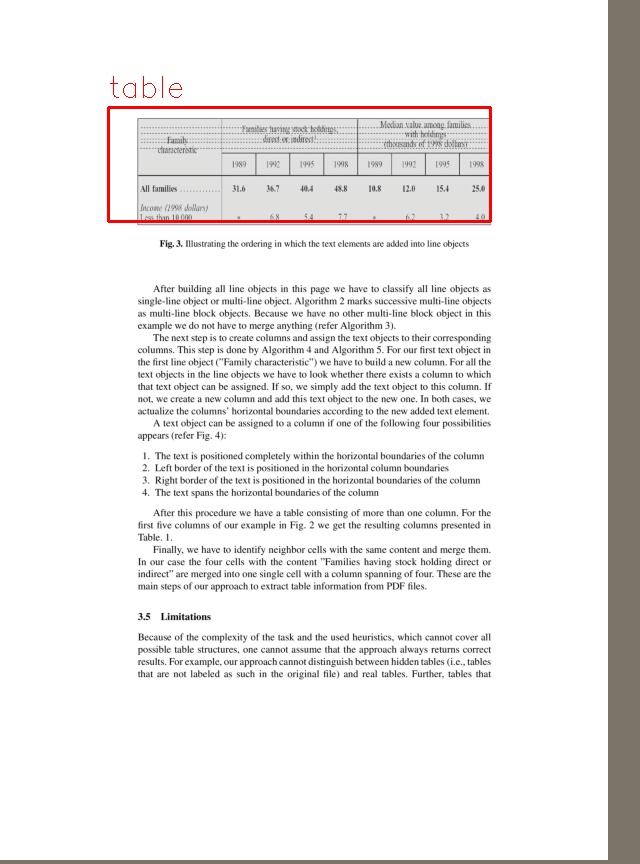 table
Family
characteristic
Families having stock holdings,
direct or indirect¹
Median value among families
with holdings
(thousands of 1998 dollars)
1989 1992 1995 1998 1989 1992 1995 1998
All families ............ 31.6 36.7 40.4 48.8 10.8 12.0 15.4 25.0
Income (1998 dollars)
Less than 10,000 * 6.8 5.4 7.7 * 6.2 3.2 4.0
Fig. 3. Illustrating the ordering in which the text elements are added into line objects
After building all line objects in this page we have to classify all line objects as
single-line object or multi-line object. Algorithm 2 marks successive multi-line objects
as multi-line block objects. Because we have no other multi-line block object in this
example we do not have to merge anything (refer Algorithm 3).
The next step is to create columns and assign the text objects to their corresponding
columns. This step is done by Algorithm 4 and Algorithm 5. For our first text object in
the first line object ("Family characteristic") we have to build a new column. For all the
text objects in the line objects we have to look whether there exists a column to which
that text object can be assigned. If so, we simply add the text object to this column. If
not, we create a new column and add this text object to the new one. In both cases, we
actualize the columns' horizontal boundaries according to the new added text element.
A text object can be assigned to a column if one of the following four possibilities
appears (refer Fig. 4):
1. The text is positioned completely within the horizontal boundaries of the column
2. Left border of the text is positioned in the horizontal column boundaries
3. Right border of the text is positioned in the horizontal boundaries of the column
4. The text spans the horizontal boundaries of the column
After this procedure we have a table consisting of more than one column. For the
first five columns of our example in Fig. 2 we get the resulting columns presented in
Table. 1.
Finally, we have to identify neighbor cells with the same content and merge them.
In our case the four cells with the content "Families having stock holding direct or
indirect" are merged into one single cell with a column spanning of four. These are the
main steps of our approach to extract table information from PDF files.
3.5 Limitations
Because of the complexity of the task and the used heuristics, which cannot cover all
possible table structures, one cannot assume that the approach always returns correct
results. For example, our approach cannot distinguish between hidden tables (i.e., tables
that are not labeled as such in the original file) and real tables. Further, tables that